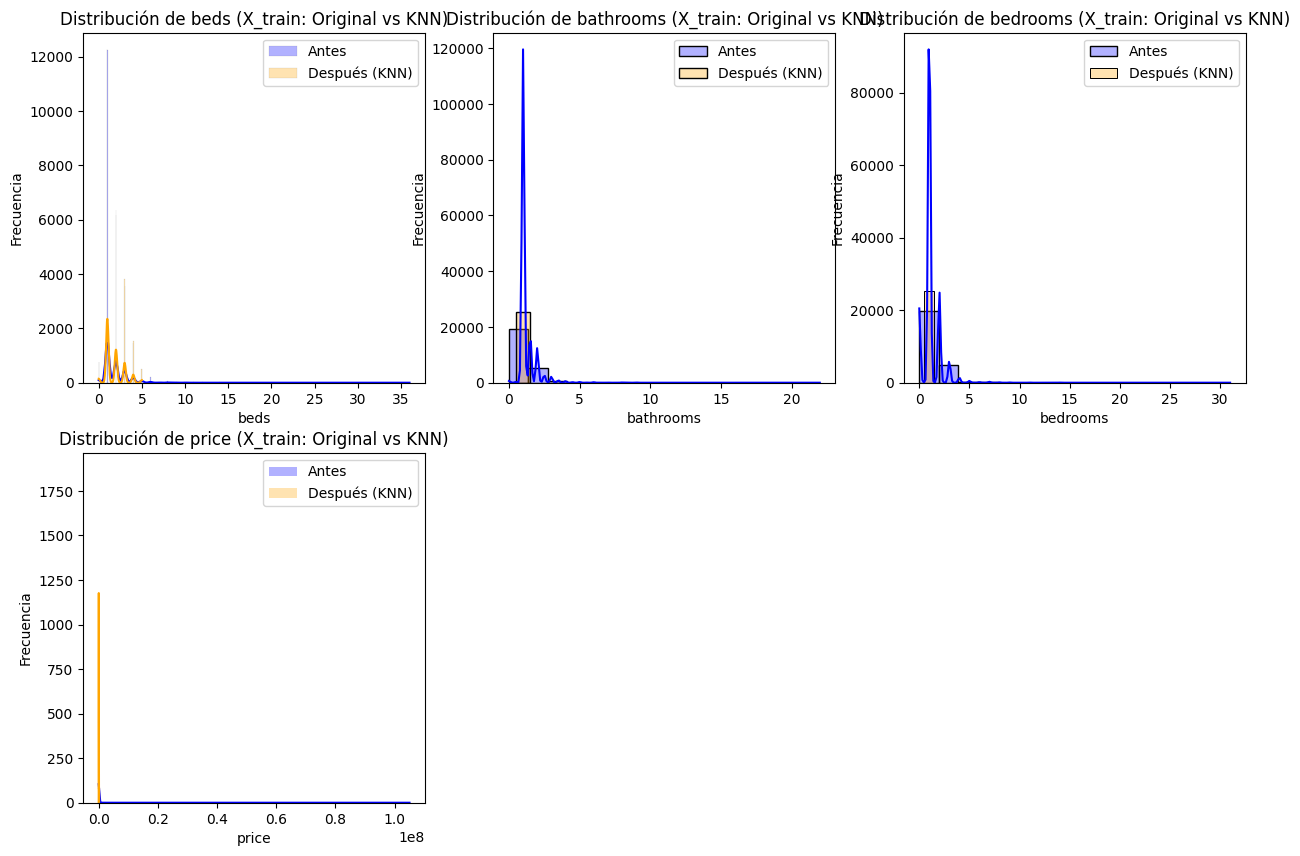 Distribución de beds (X_train: Original vs KNN)
Distribución de bathrooms (X_train: Original vs KNN)
Distribución de bedrooms (X_train: Original vs KNN)
Antes
Después (KNN)
Antes
Después (KNN)
Antes
Después (KNN)
Frecuencia
12000
10000
8000
6000
4000
2000
0
0 5 10 15 20 25 30 35
beds
Frecuencia
120000
100000
80000
60000
40000
20000
0
0 5 10 15 20
bathrooms
Frecuencia
80000
60000
40000
20000
0
0 5 10 15 20 25 30
bedrooms
Distribución de price (X_train: Original vs KNN)
Antes
Después (KNN)
Frecuencia
1750
1500
1250
1000
750
500
250
0
0.0 0.2 0.4 0.6 0.8 1.0
1e8
price